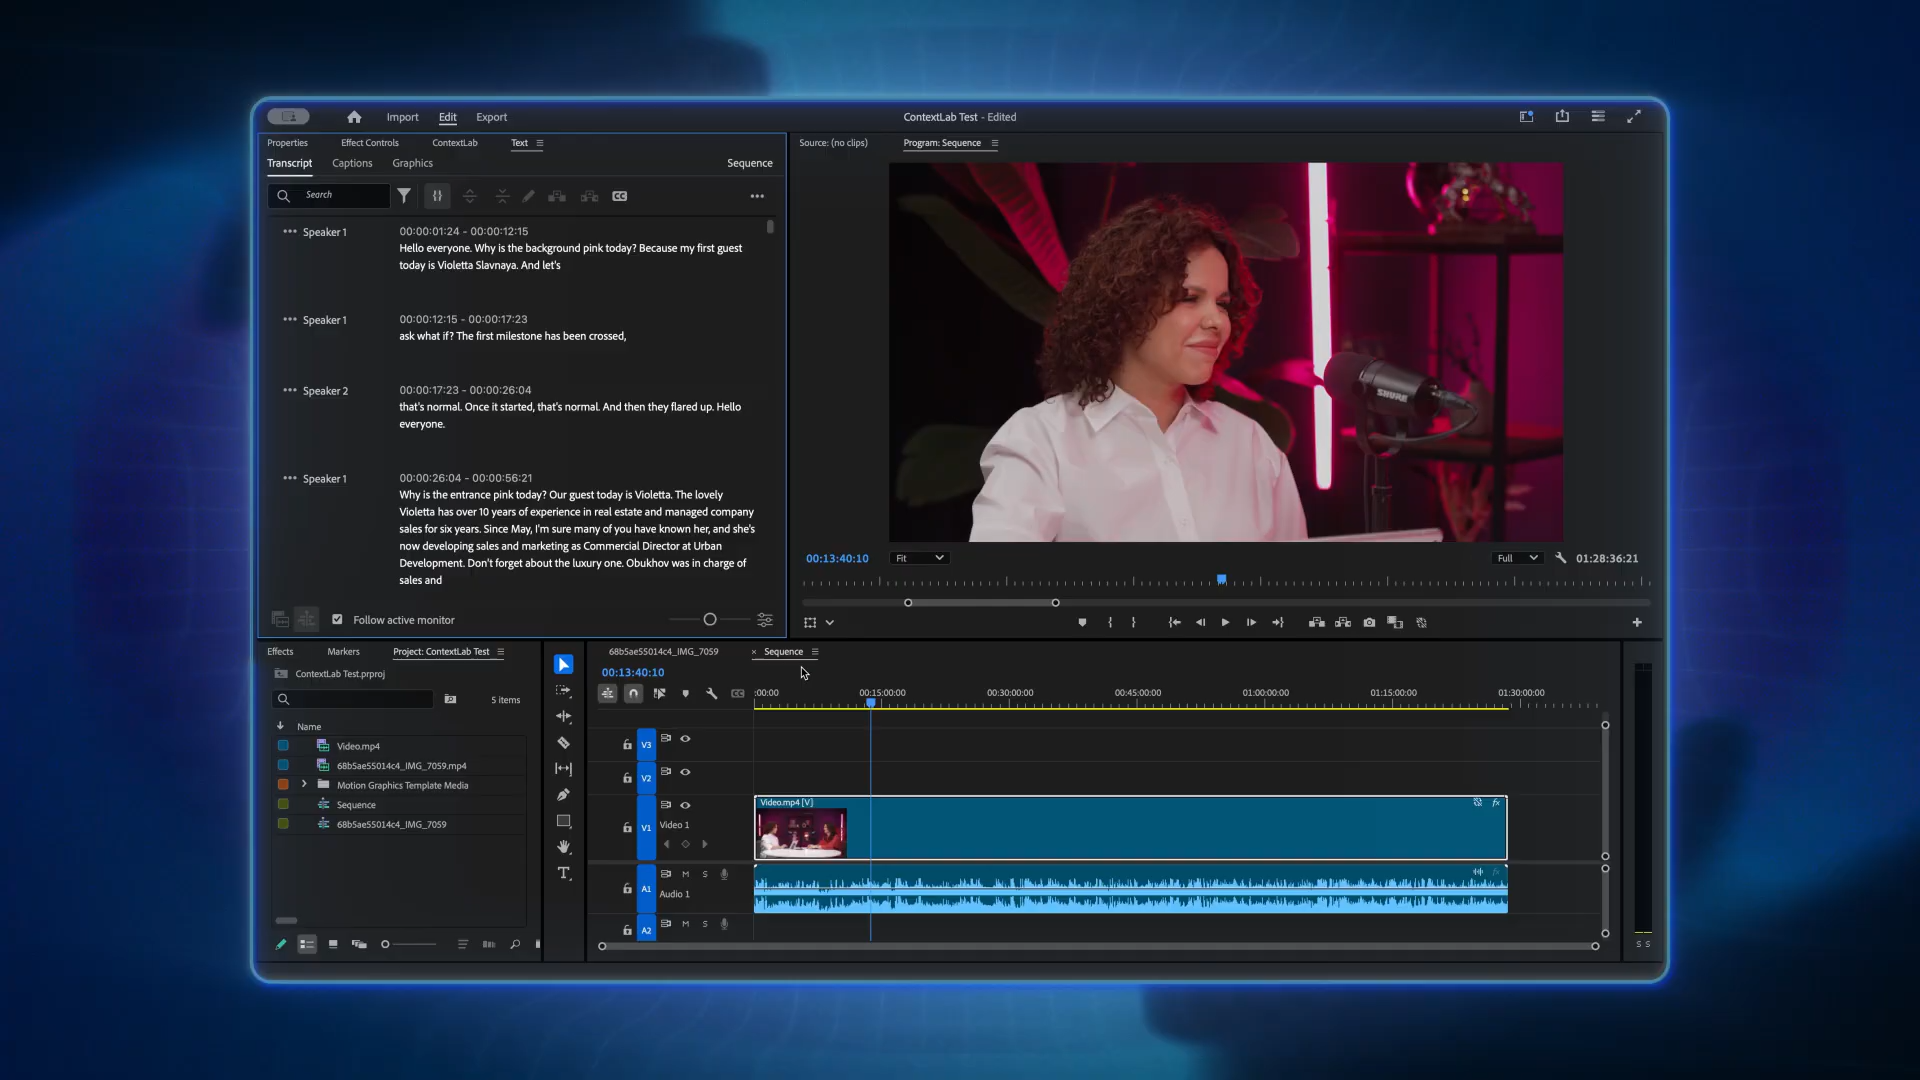 Import Edit Export
ContextLab Test - Edited
Properties Effect Controls ContextLab Text
Source: (no clips) Program: Sequence
Transcript Captions Graphics Sequence
Search
CC
Speaker 1 00:00:01:24 - 00:00:12:15
Hello everyone. Why is the background pink today? Because my first guest
today is Violetta Slavnaya. And let's
Speaker 1 00:00:12:15 - 00:00:17:23
ask what if? The first milestone has been crossed,
Speaker 2 00:00:17:23 - 00:00:26:04
that's normal. Once it started, that's normal. And then they flared up. Hello
everyone.
Speaker 1 00:00:26:04 - 00:00:56:21
Why is the entrance pink today? Our guest today is Violetta. The lovely
Violetta has over 10 years of experience in real estate and managed company
sales for six years. Since May, I'm sure many of you have known her, and she's
now developing sales and marketing as Commercial Director at Urban
Development. Don't forget about the luxury one. Obukhov was in charge of
sales and
Follow active monitor
SHURE
00:13:40:10 Fit Full 01:28:36:21
Effects Markers Project: ContextLab Test
ContextLab Test.prproj
5 items
Name
Video.mp4
68b5ae55014c4_IMG_7059.mp4
Motion Graphics Template Media
Sequence
68b5ae55014c4_IMG_7059
68b5ae55014c4_IMG_7059 × Sequence
00:13:40:10
CC
:00:00 00:15:00:00 00:30:00:00 00:45:00:00 01:00:00:00 01:15:00:00 01:30:00:00
V3
V2
Video.mp4 [V] fx
V1 Video 1
A1 M S
Audio 1 fx
A2 M S
S S